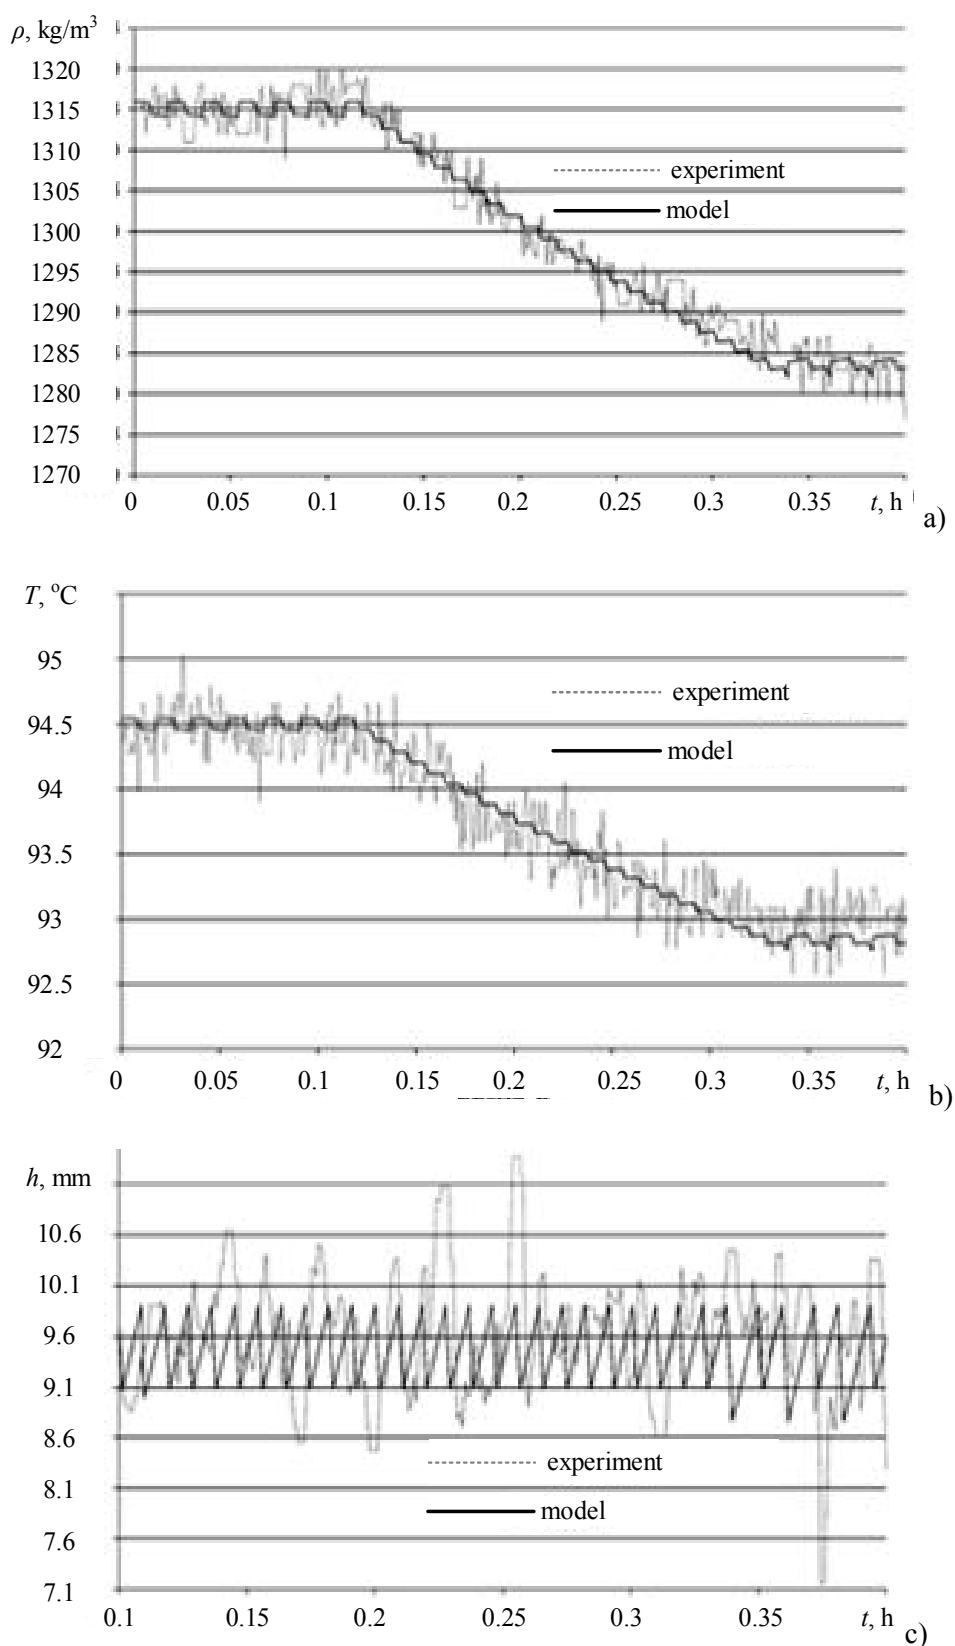 ρ, kg/m³
1320
1315
1310
1305
1300
1295
1290
1285
1280
1275
1270
experiment
model
0 0.05 0.1 0.15 0.2 0.25 0.3 0.35 t, h
a)
T, °C
95
94.5
94
93.5
93
92.5
92
experiment
model
0 0.05 0.1 0.15 0.2 0.25 0.3 0.35 t, h
b)
h, mm
10.6
10.1
9.6
9.1
8.6
8.1
7.6
7.1
experiment
model
0.1 0.15 0.2 0.25 0.3 0.35 t, h
c)